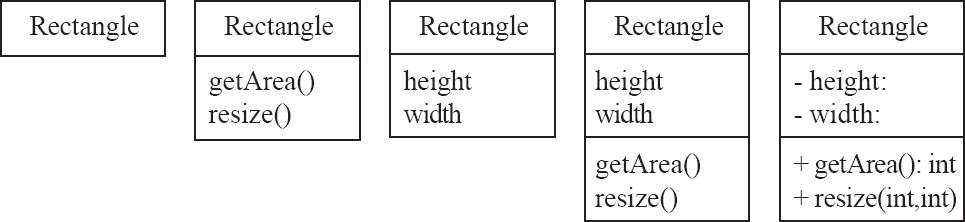 Rectangle
Rectangle
getArea()
resize()
Rectangle
height
width
Rectangle
height
width
getArea()
resize()
Rectangle
- height:
- width:
+ getArea(): int
+ resize(int,int)